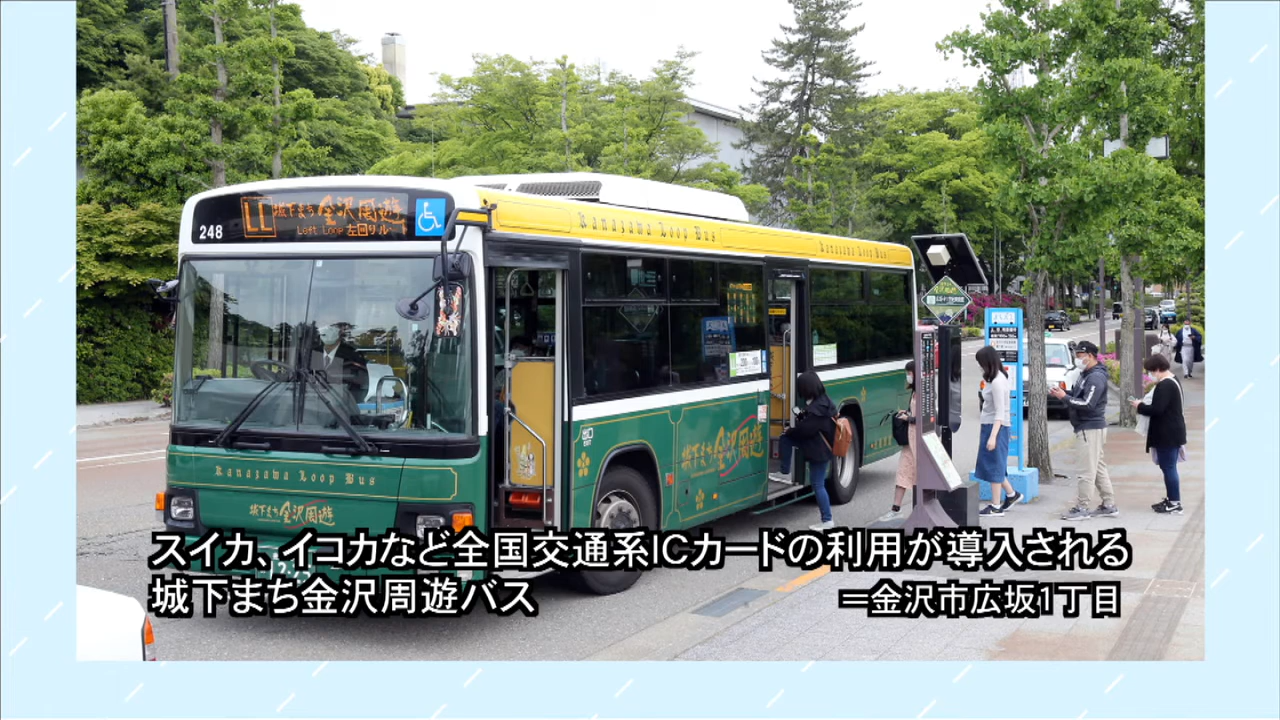 248
LL 城下まち 金沢周遊
Left Loop 左回りルート
Kanazawa Loop Bus
Kanazawa Loop Bus
城下まち金沢周遊
Kanazawa Loop Bus
城下まち金沢周遊
スイカ、イコカなど全国交通系ICカードの利用が導入される
城下まち金沢周遊バス
=金沢市広坂1丁目